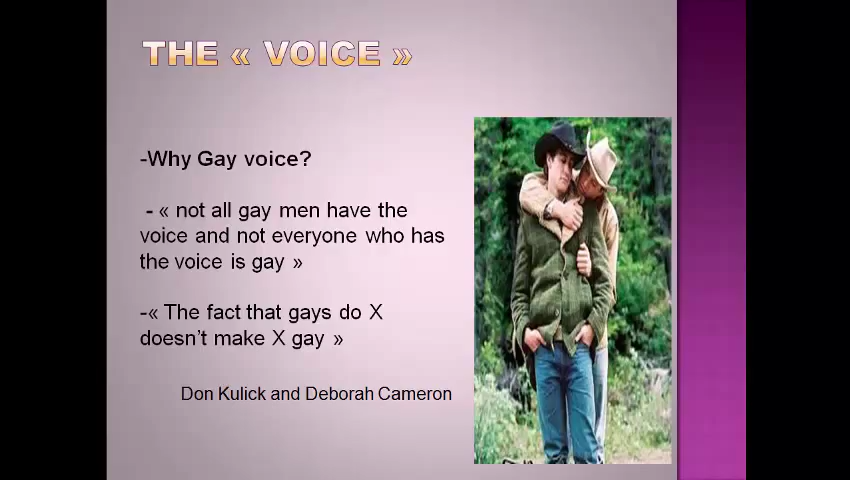 THE « VOICE »
-Why Gay voice?
- « not all gay men have the
voice and not everyone who has
the voice is gay »
-« The fact that gays do X
doesn't make X gay »
Don Kulick and Deborah Cameron